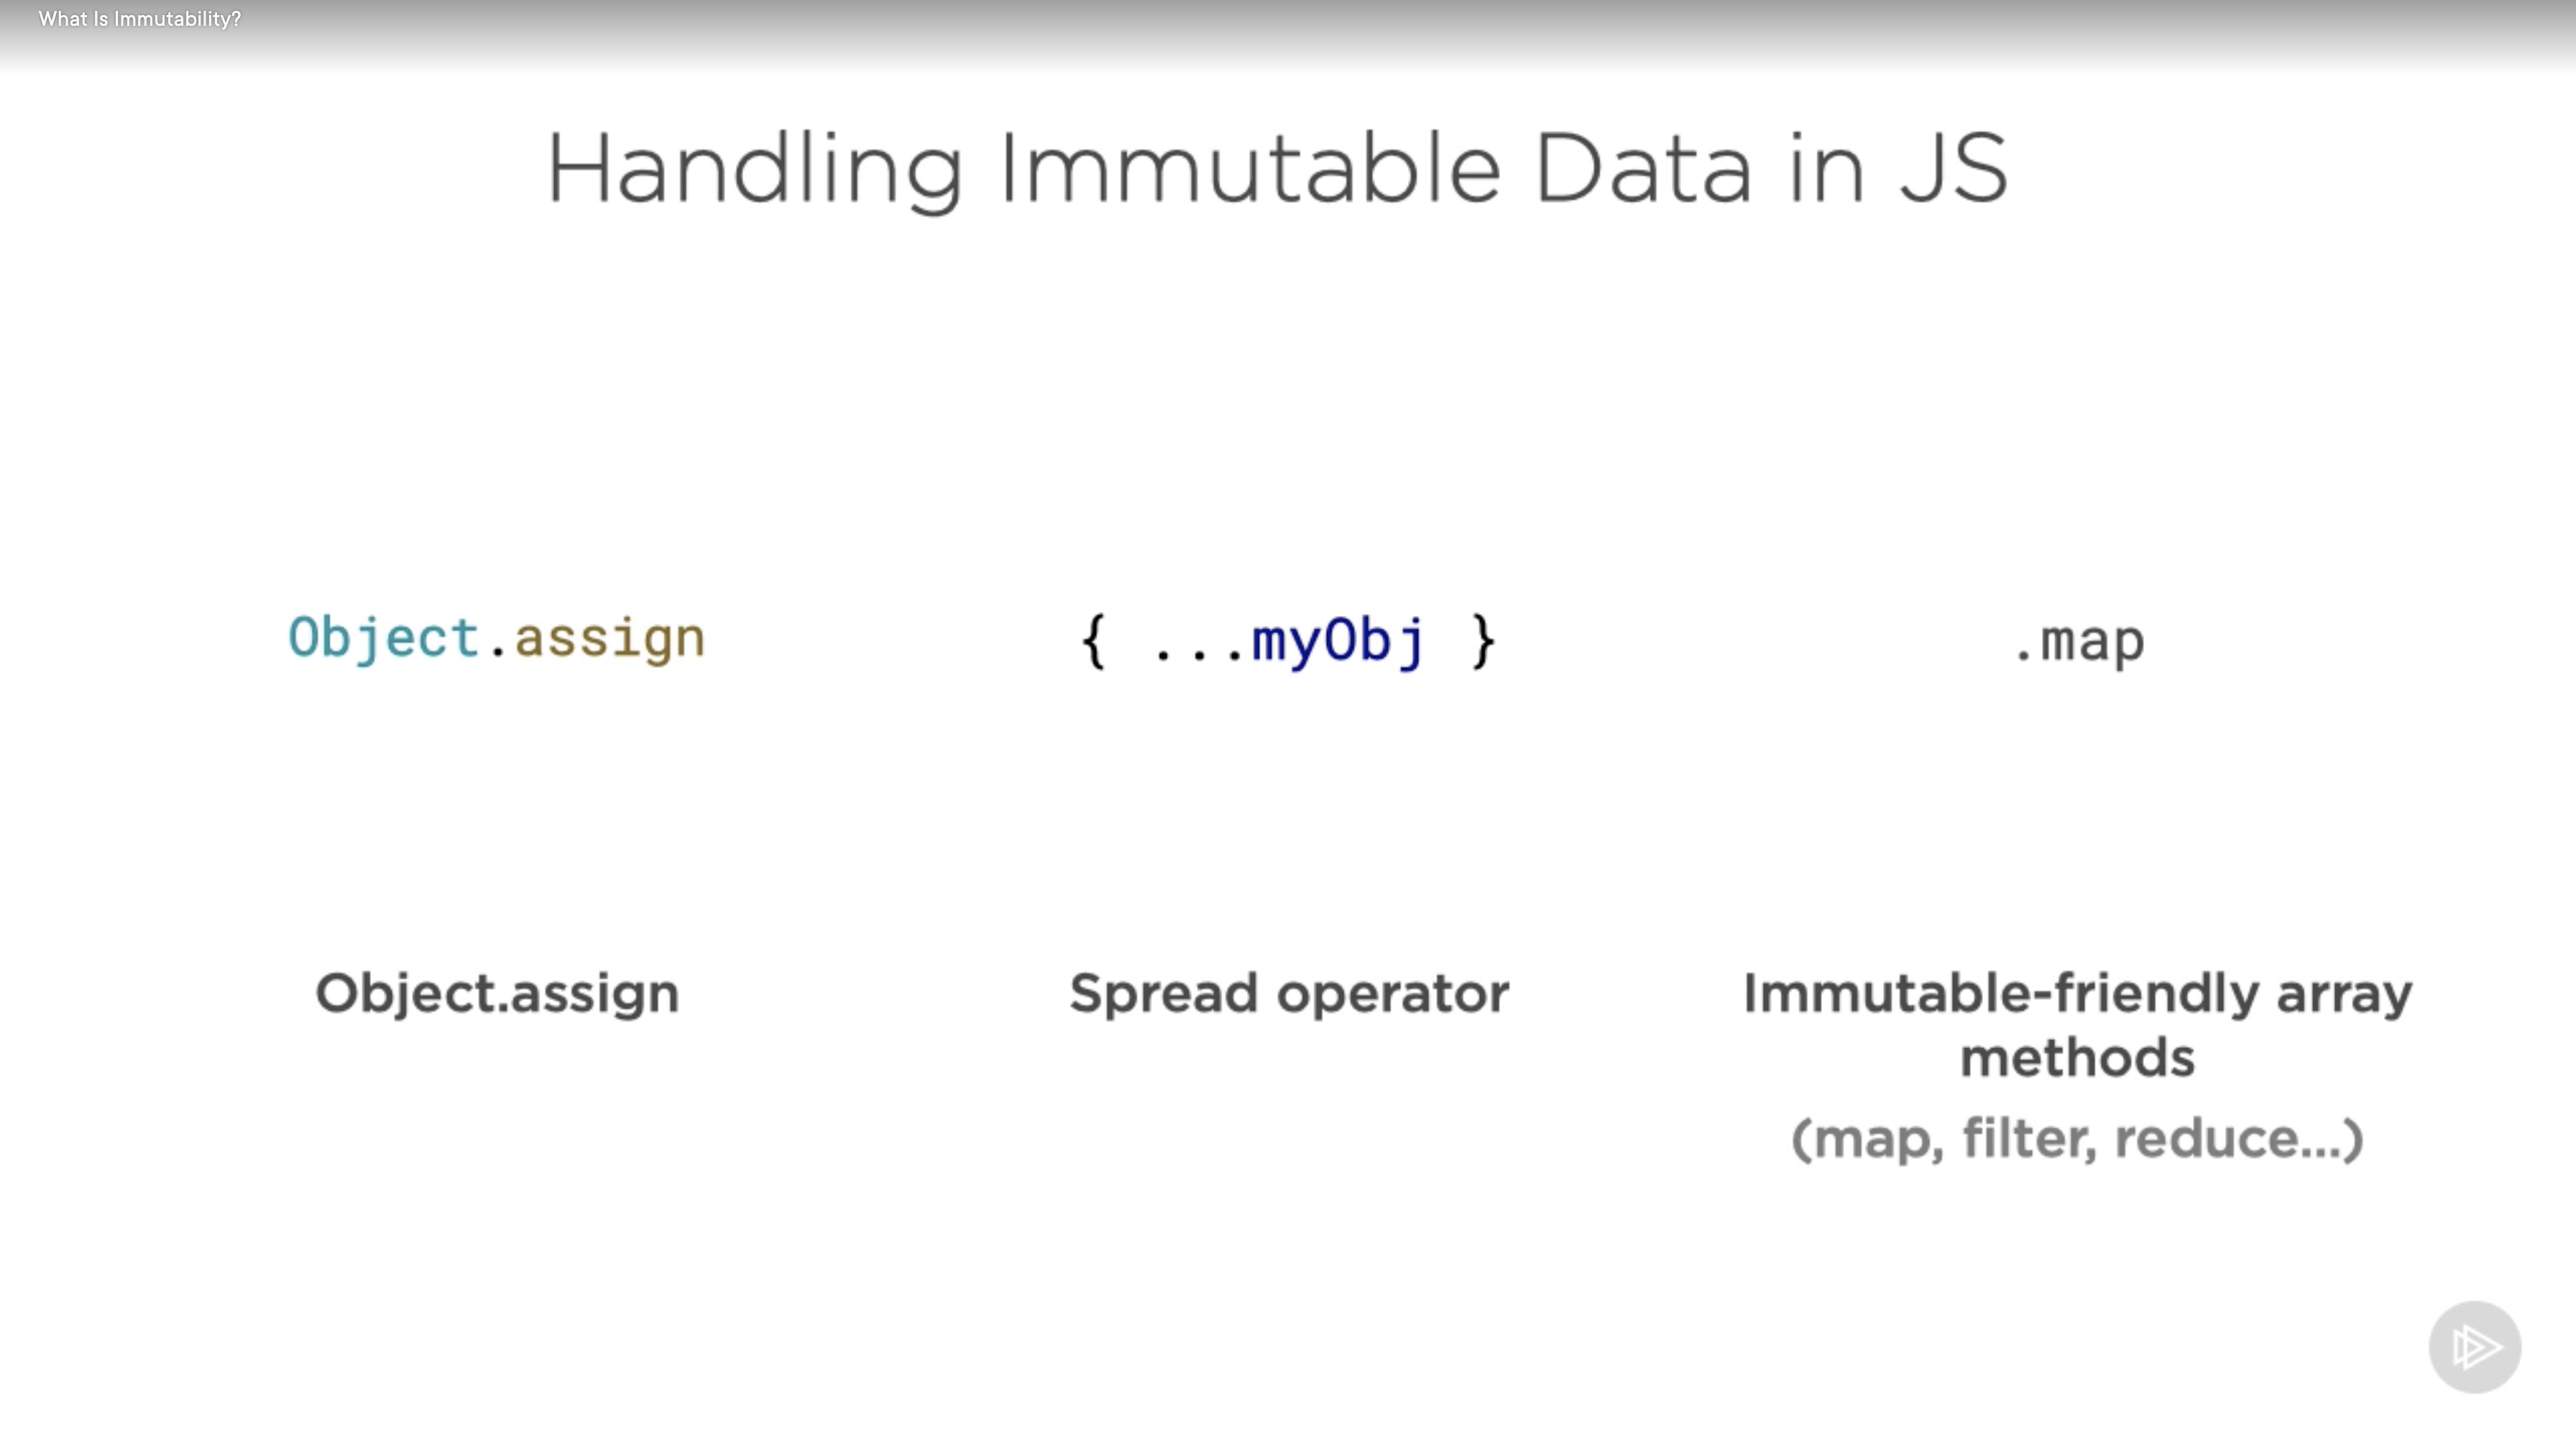 What Is Immutability?
Handling Immutable Data in JS
Object.assign
{ ...myObj }
.map
Object.assign
Spread operator
Immutable-friendly array
methods
(map, filter, reduce...)